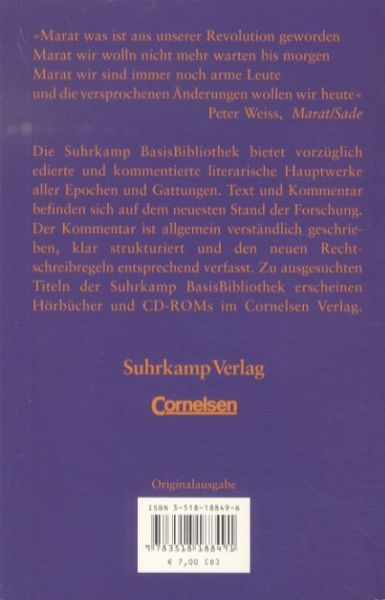 »Marat was ist aus unserer Revolution geworden
Marat wir wolln nicht mehr warten bis morgen
Marat wir sind immer noch arme Leute
und die versprochenen Änderungen wollen wir heute«
Peter Weiss, Marat/Sade
Die Suhrkamp BasisBibliothek bietet vorzüglich
edierte und kommentierte literarische Hauptwerke
aller Epochen und Gattungen. Text und Kommentar
befinden sich auf dem neuesten Stand der Forschung.
Der Kommentar ist allgemein verständlich geschrie-
ben, klar strukturiert und den neuen Recht-
schreibregeln entsprechend verfasst. Zu ausgesuchten
Titeln der Suhrkamp BasisBibliothek erscheinen
Hörbücher und CD-ROMs im Cornelsen Verlag.
Suhrkamp Verlag
Cornelsen
Originalausgabe
ISBN 3-518-18849-6
9 783518 188491
€ 7,00 [D]